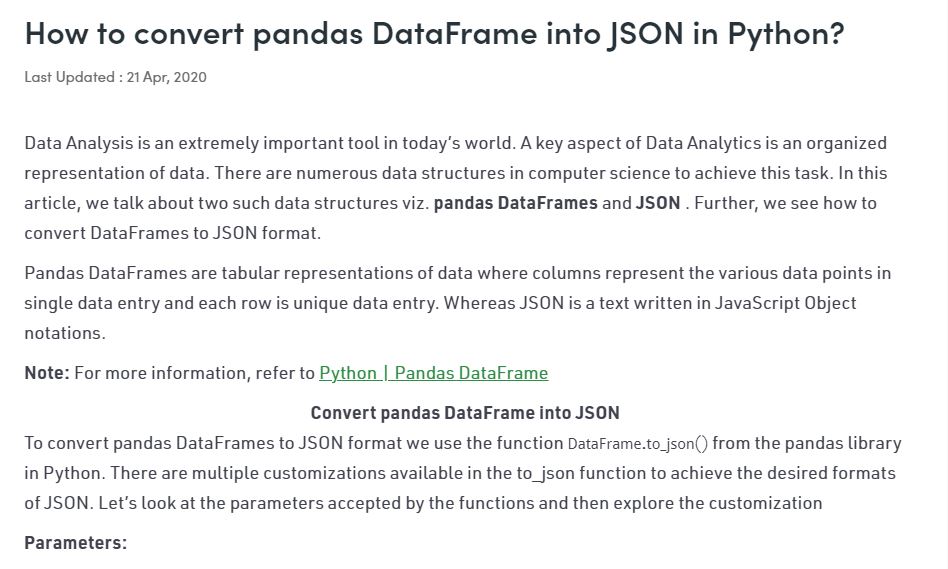 How to convert pandas DataFrame into JSON in Python?
Last Updated : 21 Apr, 2020
Data Analysis is an extremely important tool in today’s world. A key aspect of Data Analytics is an organized
representation of data. There are numerous data structures in computer science to achieve this task. In this
article, we talk about two such data structures viz. pandas DataFrames and JSON . Further, we see how to
convert DataFrames to JSON format.
Pandas DataFrames are tabular representations of data where columns represent the various data points in
single data entry and each row is unique data entry. Whereas JSON is a text written in JavaScript Object
notations.
Note: For more information, refer to Python | Pandas DataFrame
Convert pandas DataFrame into JSON
To convert pandas DataFrames to JSON format we use the function DataFrame.to_json() from the pandas library
in Python. There are multiple customizations available in the to_json function to achieve the desired formats
of JSON. Let’s look at the parameters accepted by the functions and then explore the customization
Parameters: